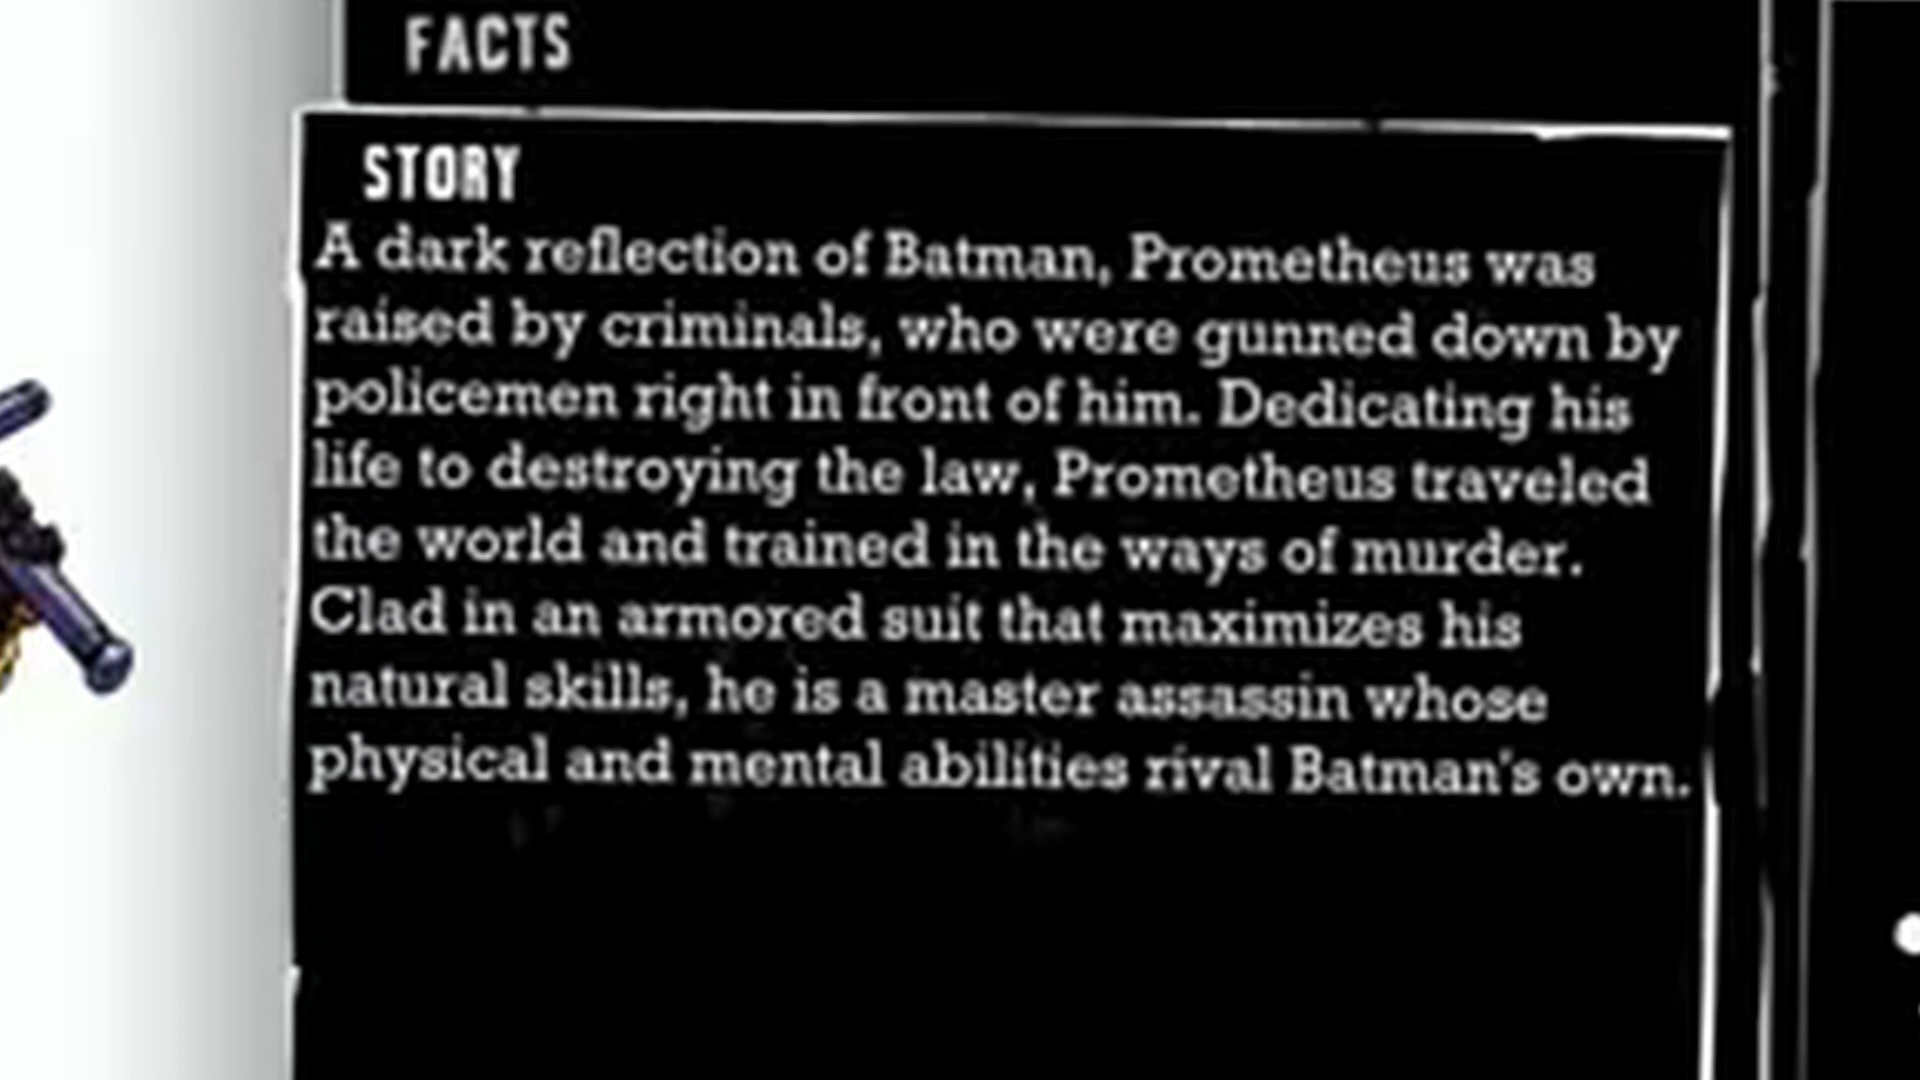 FACTS
STORY
A dark reflection of Batman, Prometheus was
raised by criminals, who were gunned down by
policemen right in front of him. Dedicating his
life to destroying the law, Prometheus traveled
the world and trained in the ways of murder.
Clad in an armored suit that maximizes his
natural skills, he is a master assassin whose
physical and mental abilities rival Batman's own.